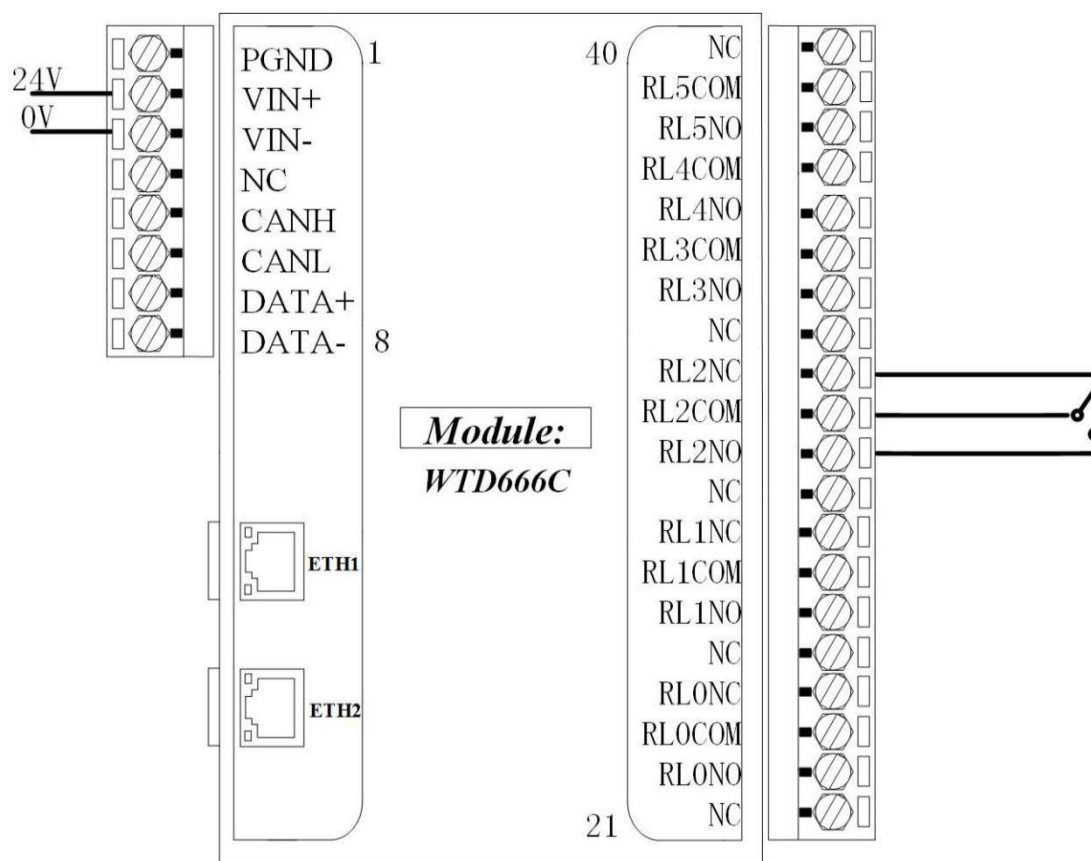 24V
0V
PGND 1
VIN+
VIN-
NC
CANH
CANL
DATA+
DATA- 8
ETH1
ETH2
Module:
WTD666C
40 NC
RL5COM
RL5NO
RL4COM
RL4NO
RL3COM
RL3NO
NC
RL2NC
RL2COM
RL2NO
NC
RL1NC
RL1COM
RL1NO
NC
RL0NC
RL0COM
RL0NO
21 NC